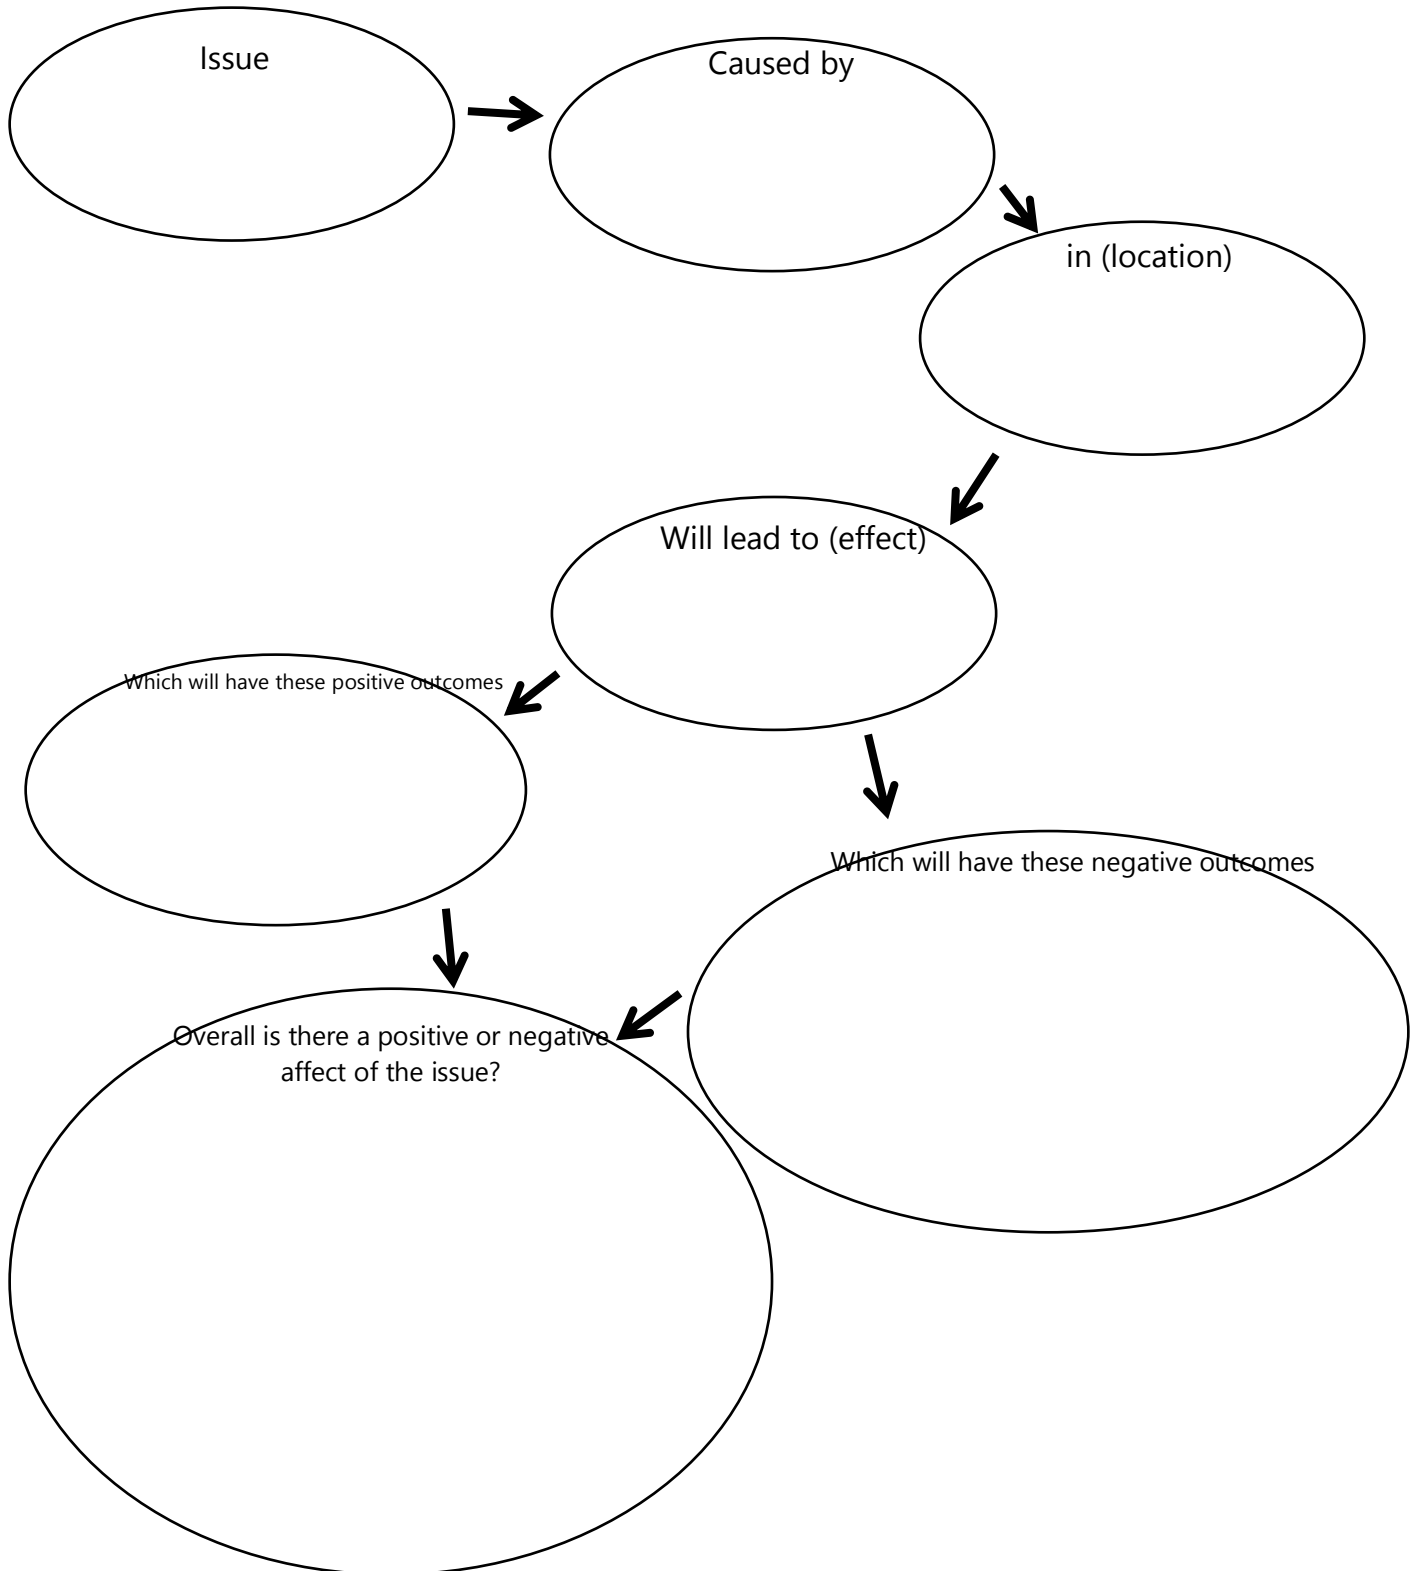 Issue
Caused by
in (location)
Will lead to (effect)
Which will have these positive outcomes
Which will have these negative outcomes
Overall is there a positive or negative
affect of the issue?